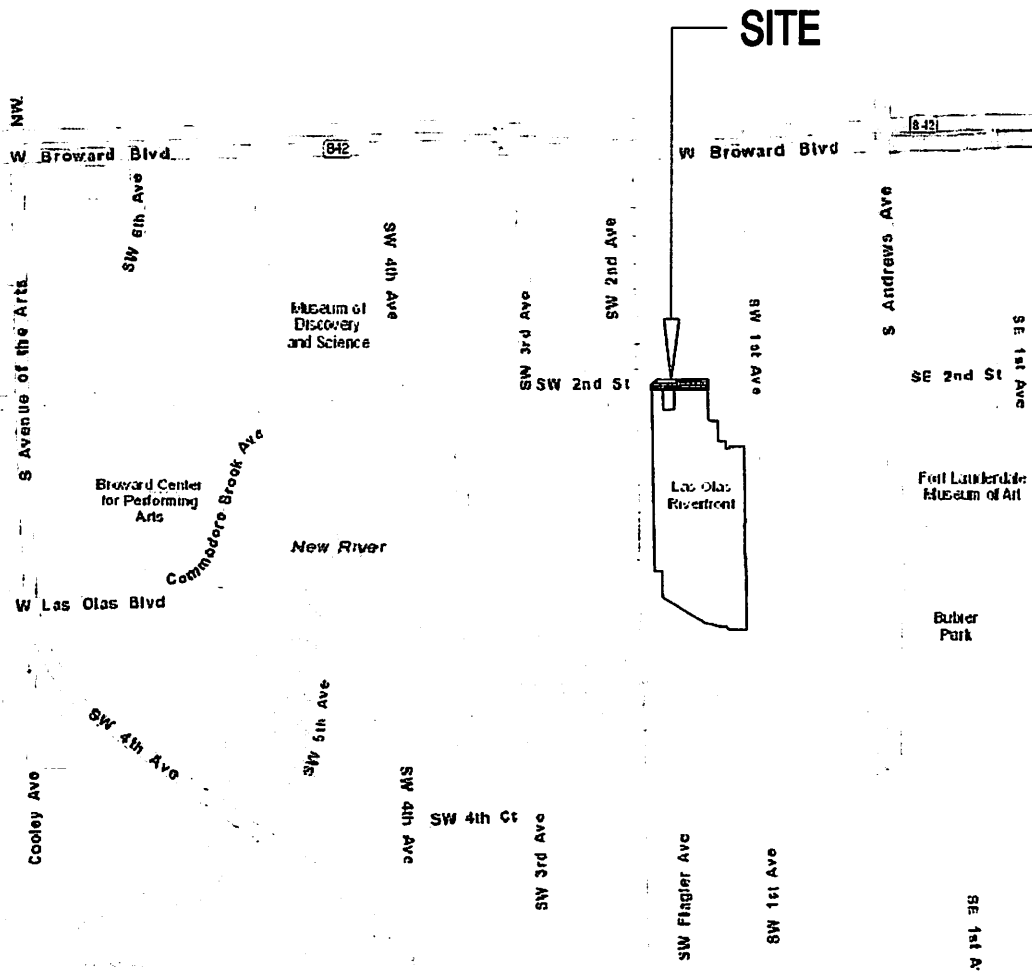 SITE
NW.
W Broward Blvd
842
W Broward Blvd
842
SW 6th Ave
SW 4th Ave
SW 2nd Ave
S Andrews Ave
S Avenue of the Arts
Museum of
Discovery
and Science
SW 3rd Ave
SW 2nd St
SW 1st Ave
SE 2nd St
SE 1st Ave
Broward Center
for Performing
Arts
Commodore Brook Ave
New River
Las Olas
Riverfront
Fort Lauderdale
Museum of Art
W Las Olas Blvd
Bubier
Park
SW 4th Ave
SW 5th Ave
Cooley Ave
SW 4th Ave
SW 4th Ct
SW 3rd Ave
SW Flagler Ave
SW 1st Ave
SE 1st A